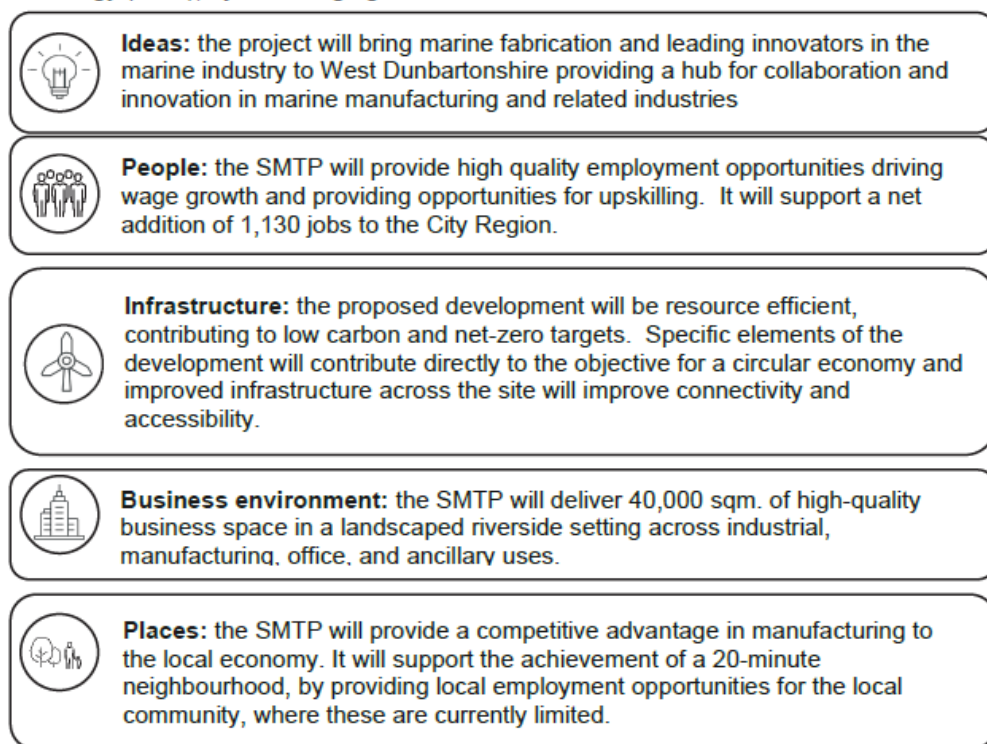 Ideas: the project will bring marine fabrication and leading innovators in the
marine industry to West Dunbartonshire providing a hub for collaboration and
innovation in marine manufacturing and related industries
People: the SMTP will provide high quality employment opportunities driving
wage growth and providing opportunities for upskilling.  It will support a net
addition of 1,130 jobs to the City Region.
Infrastructure: the proposed development will be resource efficient,
contributing to low carbon and net-zero targets.  Specific elements of the
development will contribute directly to the objective for a circular economy and
improved infrastructure across the site will improve connectivity and
accessibility.
Business environment: the SMTP will deliver 40,000 sqm. of high-quality
business space in a landscaped riverside setting across industrial,
manufacturing, office, and ancillary uses.
Places: the SMTP will provide a competitive advantage in manufacturing to
the local economy. It will support the achievement of a 20-minute
neighbourhood, by providing local employment opportunities for the local
community, where these are currently limited.